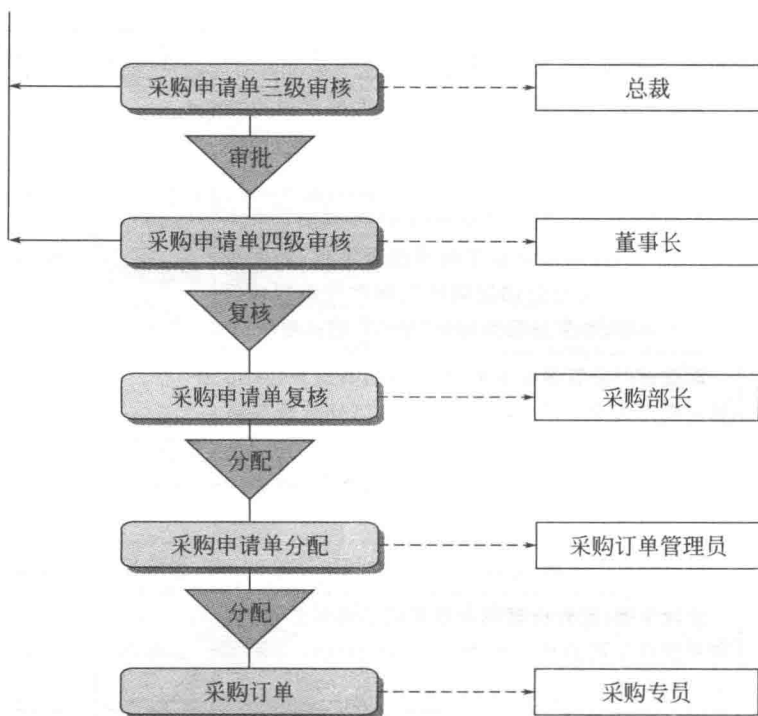 采购申请单三级审核
总裁
审批
采购申请单四级审核
董事长
复核
采购申请单复核
采购部长
分配
采购申请单分配
采购订单管理员
分配
采购订单
采购专员